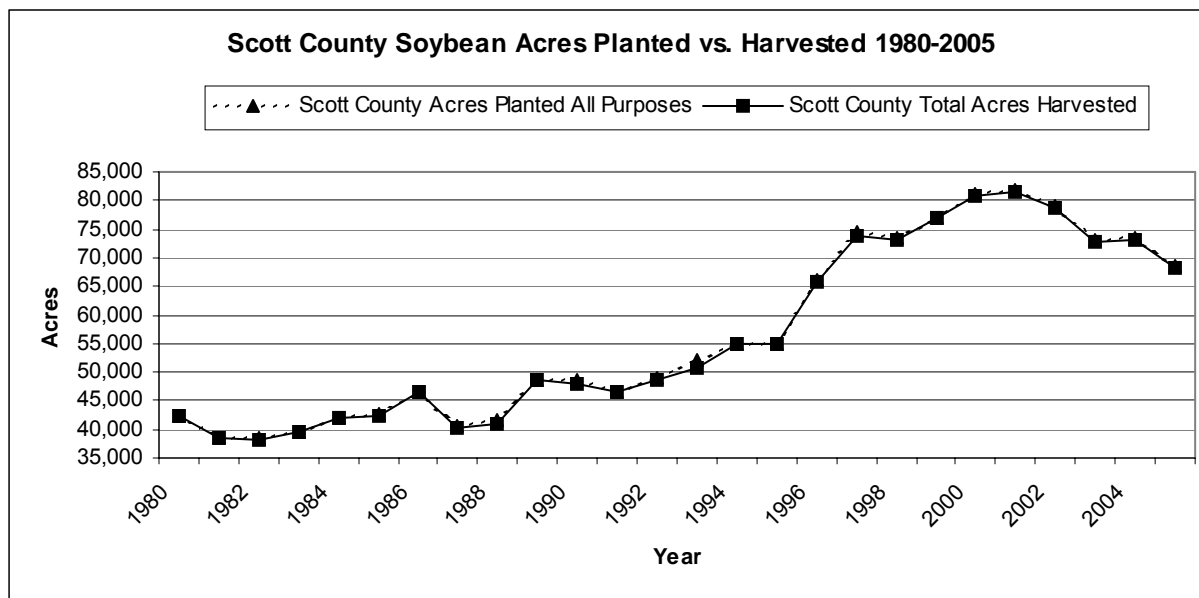 Scott County Soybean Acres Planted vs. Harvested 1980-2005
Scott County Acres Planted All Purposes Scott County Total Acres Harvested
85,000
80,000
75,000
70,000
65,000
60,000
55,000
50,000
45,000
40,000
35,000
Acres
1980 1982 1984 1986 1988 1990 1992 1994 1996 1998 2000 2002 2004
Year